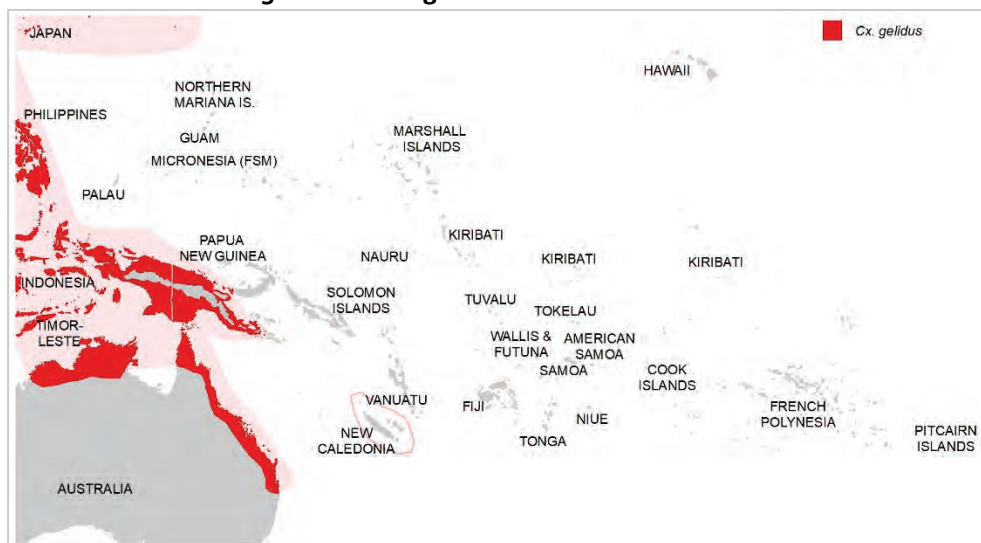 JAPAN
Cx. gelidus
HAWAII
NORTHERN
MARIANA IS.
PHILIPPINES
GUAM
MARSHALL
ISLANDS
MICRONESIA (FSM)
PALAU
KIRIBATI
PAPUA
NEW GUINEA
NAURU
KIRIBATI
KIRIBATI
INDONESIA
SOLOMON
ISLANDS
TUVALU
TOKELAU
TIMOR-
LESTE
WALLIS &
FUTUNA
AMERICAN
SAMOA
SAMOA
COOK
ISLANDS
VANUATU
FIJI
NIUE
FRENCH
POLYNESIA
NEW
CALEDONIA
TONGA
PITCAIRN
ISLANDS
AUSTRALIA